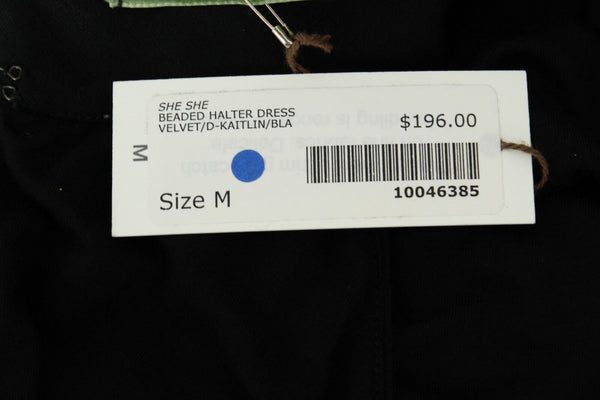 SHE SHE
BEADED HALTER DRESS
VELVET/D-KAITLIN/BLA
$196.00
M
Size M
10046385